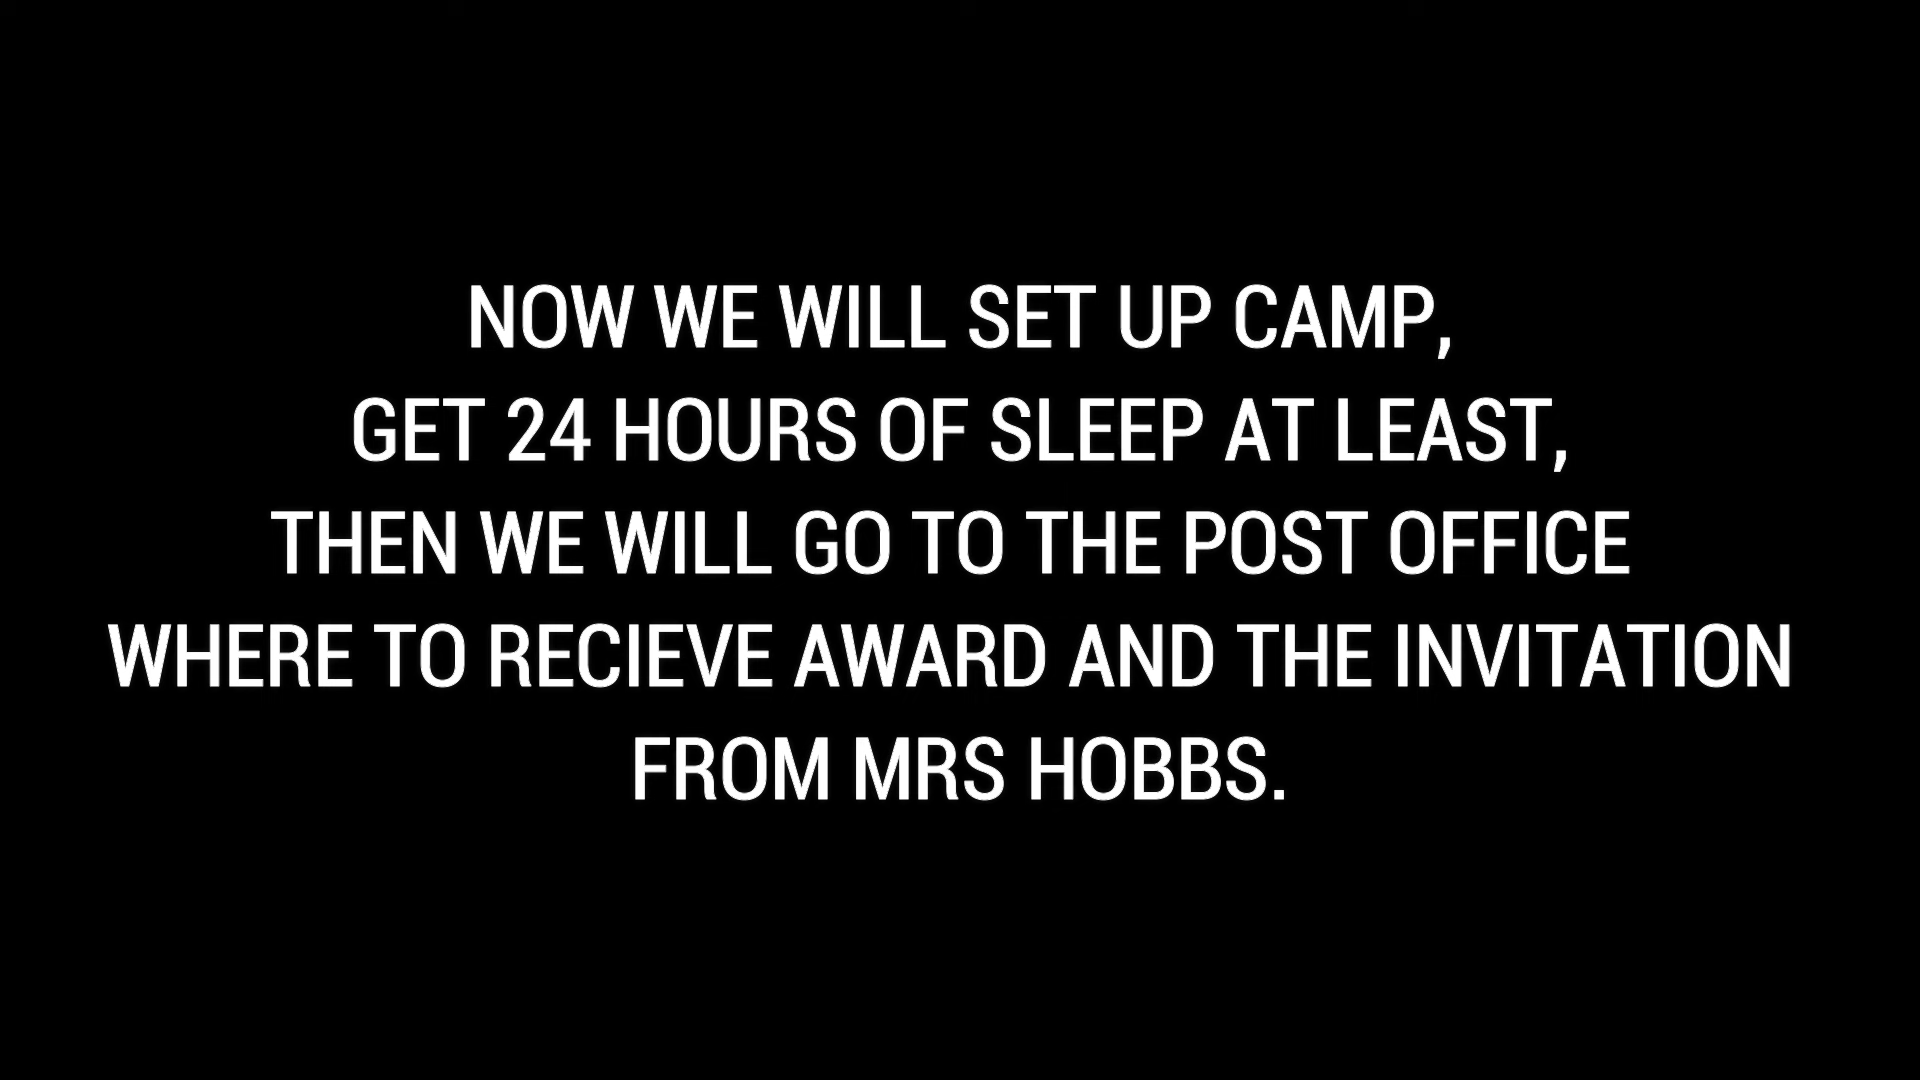 NOW WE WILL SET UP CAMP,
GET 24 HOURS OF SLEEP AT LEAST,
THEN WE WILL GO TO THE POST OFFICE
WHERE TO RECIEVE AWARD AND THE INVITATION
FROM MRS HOBBS.